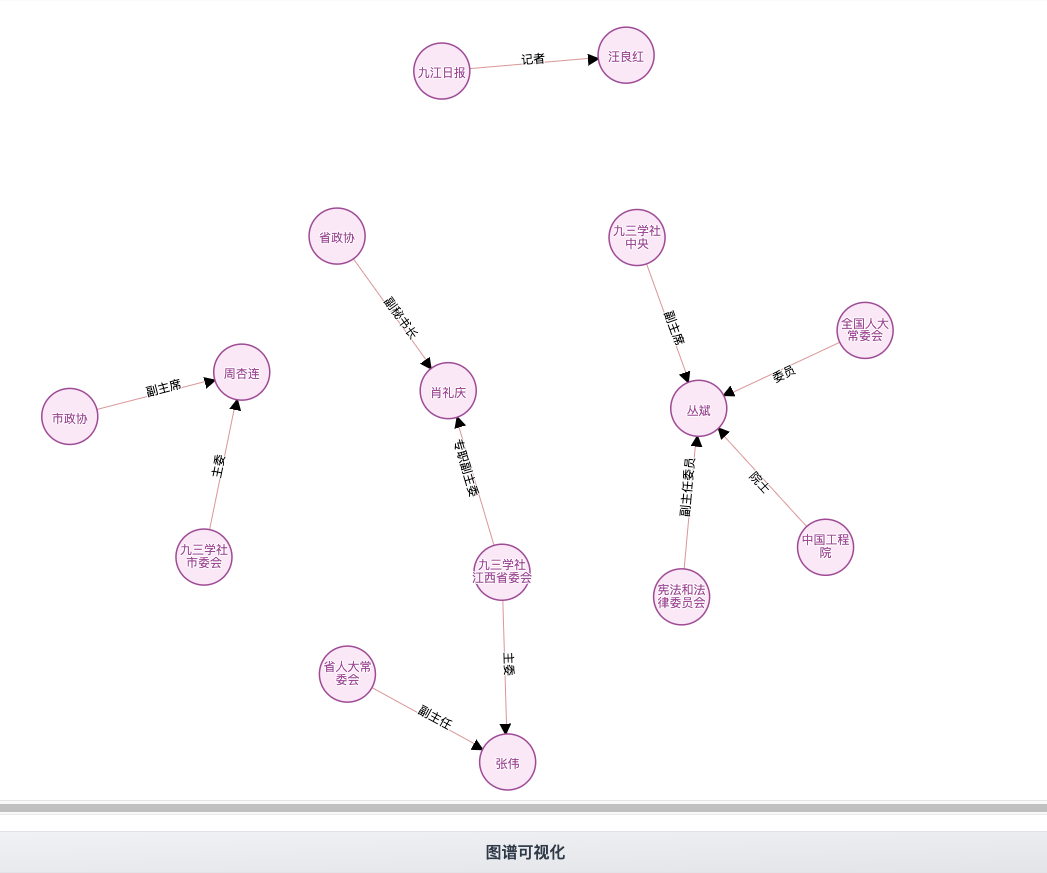 九江日报
记者
汪良红
省政协
副秘书长
九三学社
中央
副主席
全国人大
常委会
委员
周杏连
副主席
市政协
肖礼庆
丛斌
主委
专职副主委
副主任委员
院士
九三学社
市委会
九三学社
江西省委会
中国工程
院
宪法和法
律委员会
主委
省人大常
委会
副主任
张伟
图谱可视化